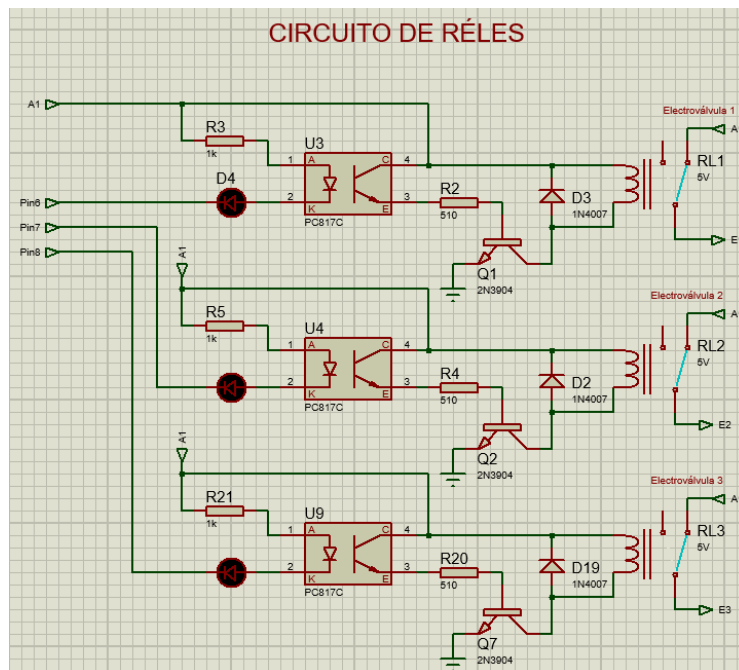 CIRCUITO DE RÉLES
Electroválvula 1
A1
A
R3
1k
U3
1
A
C
4
RL1
5V
D4
R2
D3
1N4007
Pin6
2
K
E
3
PC817C
510
Pin7
E
Pin8
A1
Q1
2N3904
Electroválvula 2
A
R5
1k
U4
1
A
C
4
RL2
5V
R4
D2
1N4007
2
K
E
3
PC817C
510
E2
A1
Q2
2N3904
Electroválvula 3
A
R21
1k
U9
1
A
C
4
RL3
5V
R20
D19
1N4007
2
K
E
3
PC817C
510
E3
Q7
2N3904